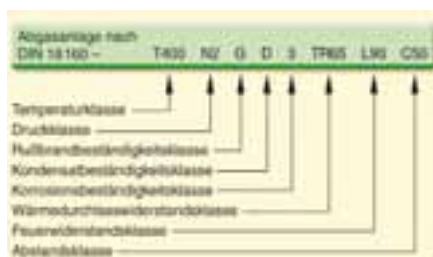 Abgasanlage nach
DIN 18160 – T400 N2 G D 3 TR65 L90 C50
Temperaturklasse
Druckklasse
Rußbrandbeständigkeitsklasse
Kondensatbeständigkeitsklasse
Korrosionsbeständigkeitsklasse
Wärmedurchlasswiderstandsklasse
Feuerwiderstandsklasse
Abstandsklasse